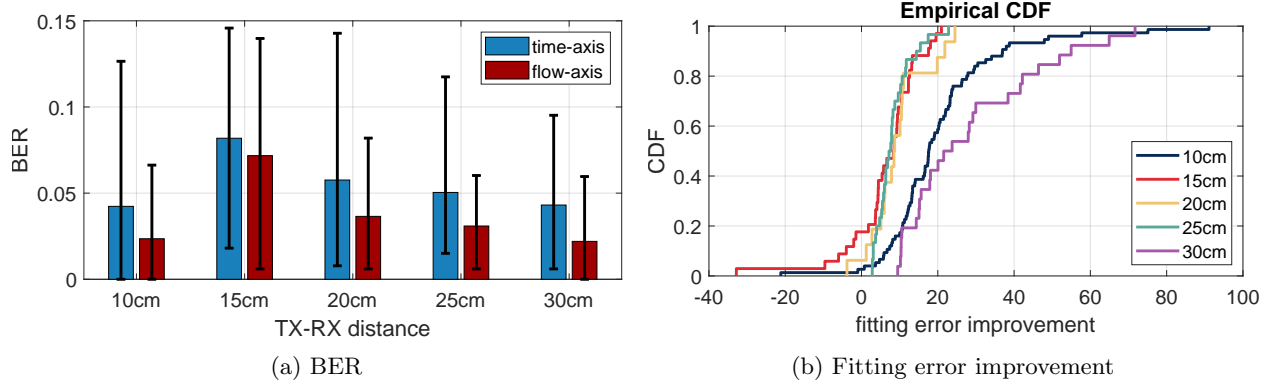 0.15
0.1
0.05
0
BER
time-axis
flow-axis
10cm 15cm 20cm 25cm 30cm
TX-RX distance
(a) BER
Empirical CDF
1
0.8
0.6
0.4
0.2
0
CDF
10cm
15cm
20cm
25cm
30cm
-40 -20 0 20 40 60 80 100
fitting error improvement
(b) Fitting error improvement